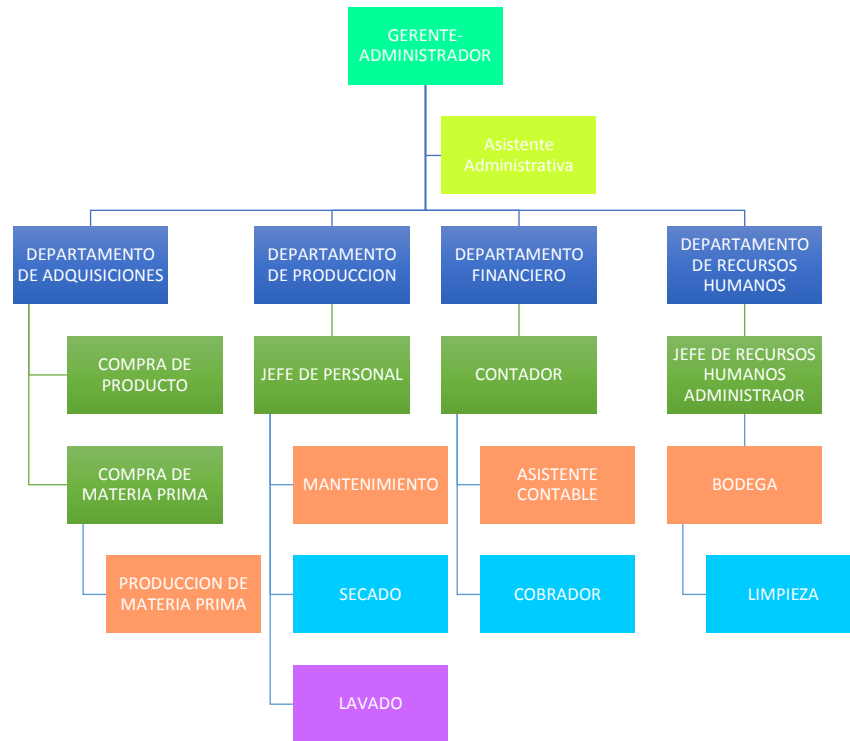 GERENTE-
ADMINISTRADOR
Asistente
Administrativa
DEPARTAMENTO
DE ADQUISICIONES
DEPARTAMENTO
DE PRODUCCION
DEPARTAMENTO
FINANCIERO
DEPARTAMENTO
DE RECURSOS
HUMANOS
COMPRA DE
PRODUCTO
JEFE DE PERSONAL
CONTADOR
JEFE DE RECURSOS
HUMANOS
ADMINISTRAOR
COMPRA DE
MATERIA PRIMA
MANTENIMIENTO
ASISTENTE
CONTABLE
BODEGA
PRODUCCION DE
MATERIA PRIMA
SECADO
COBRADOR
LIMPIEZA
LAVADO